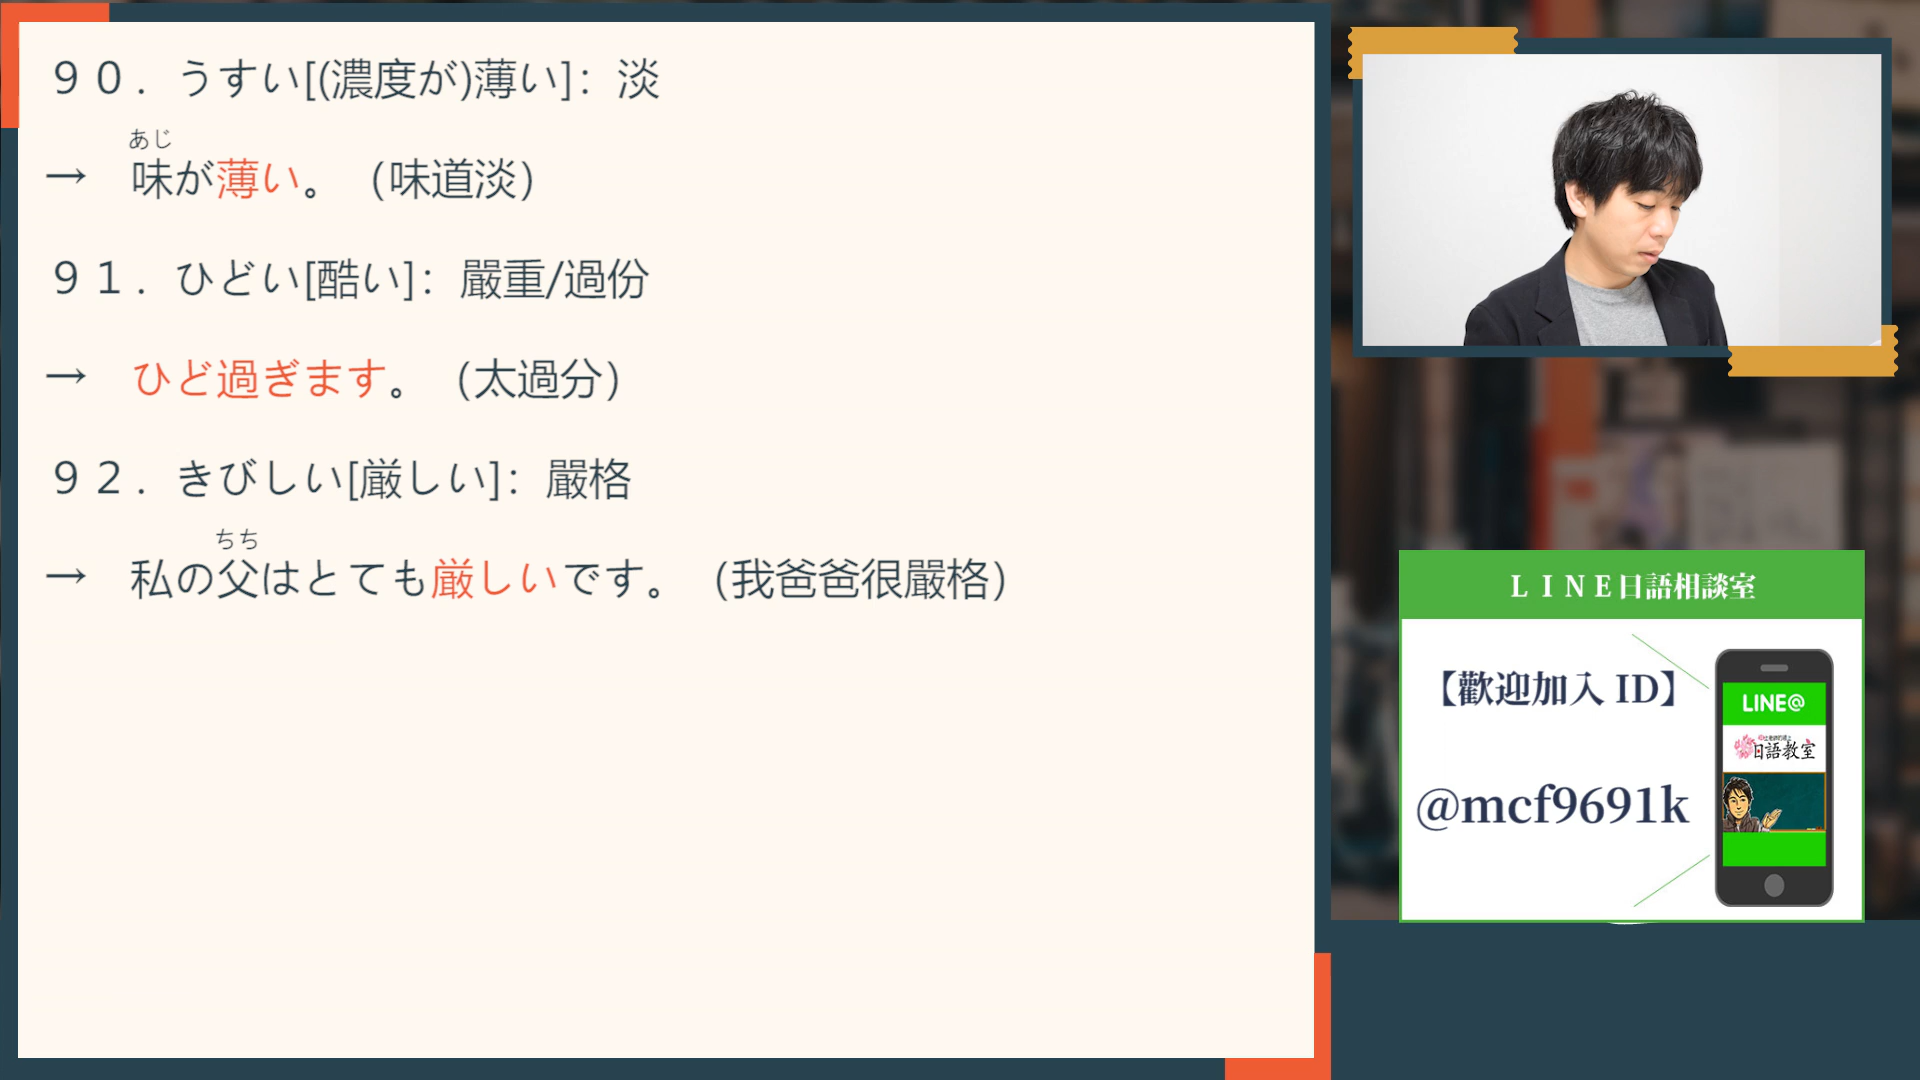 ９０．うすい[(濃度が)薄い]：淡
あじ
→ 味が薄い。（味道淡）
９１．ひどい[酷い]：嚴重/過份
→ ひど過ぎます。（太過分）
９２．きびしい[厳しい]：嚴格
ちち
→ 私の父はとても厳しいです。（我爸爸很嚴格）
ＬＩＮＥ日語相談室
【歡迎加入 ID】
@mcf9691k
LINE@
日語教室